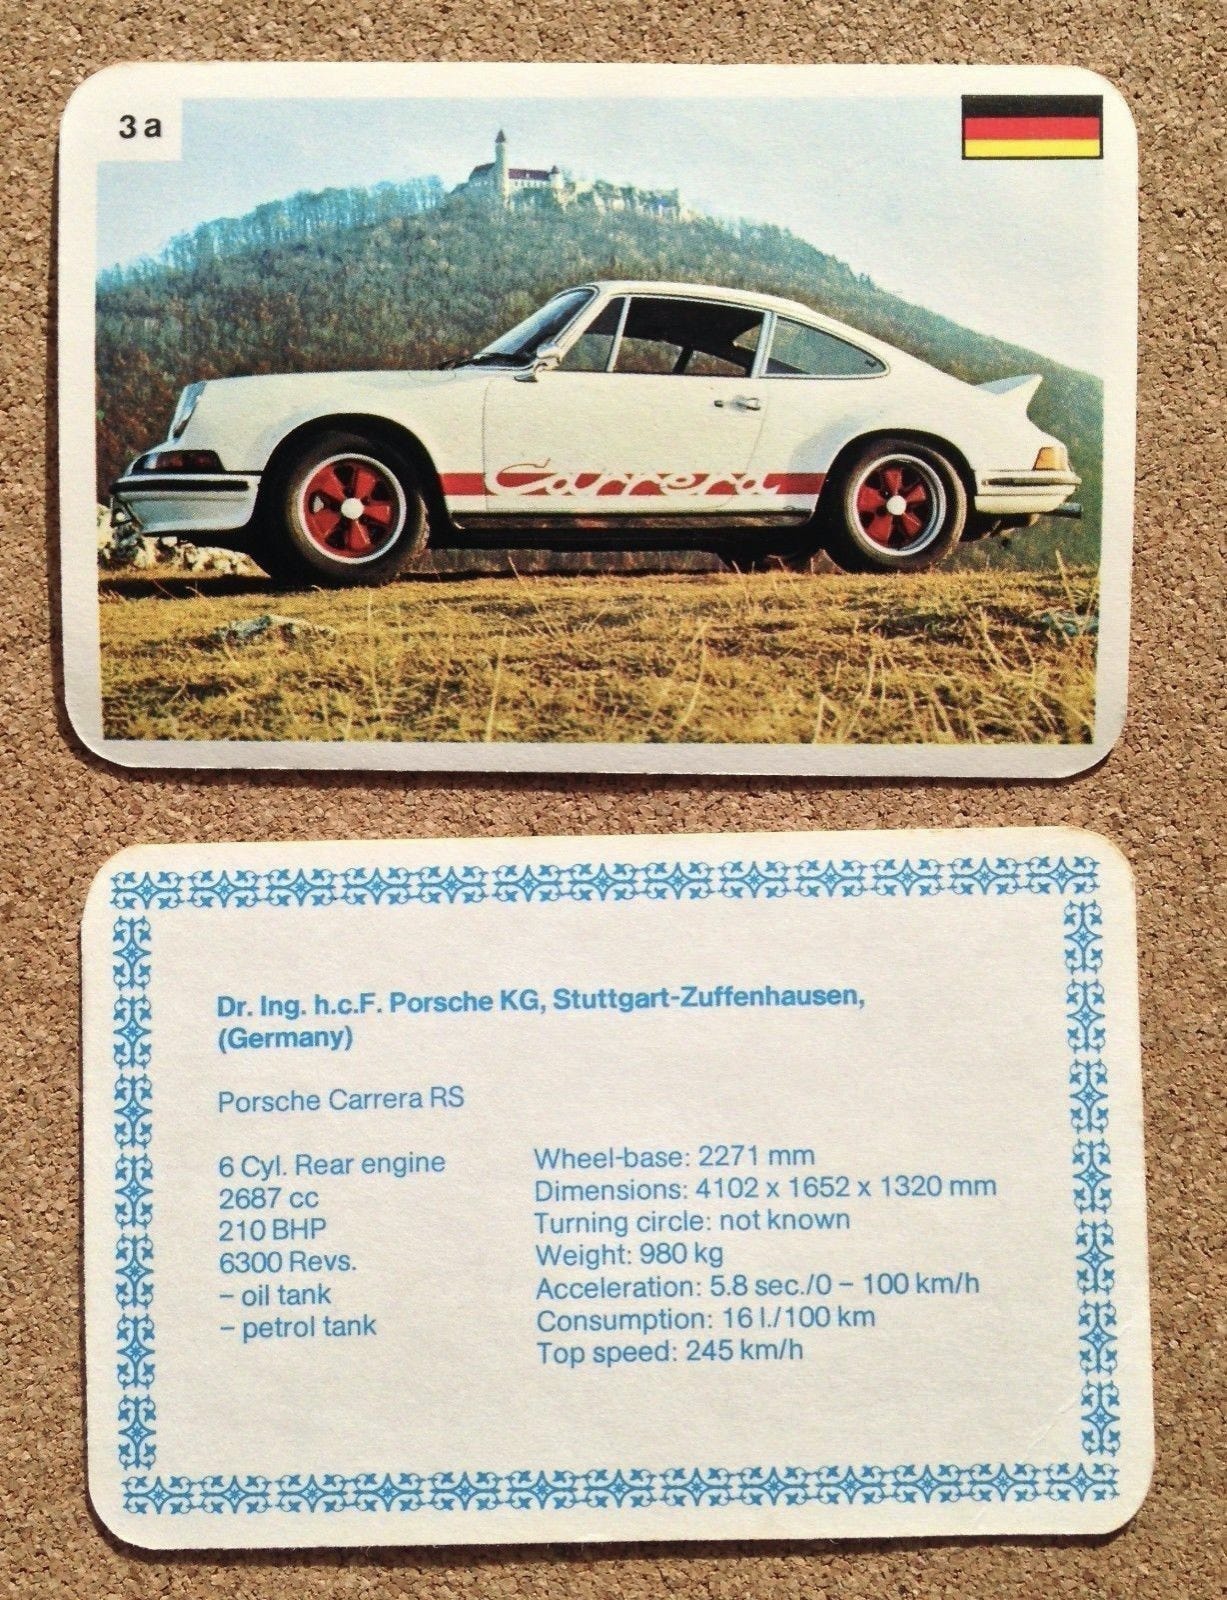 3a
Carrera
Dr. Ing. h.c.F. Porsche KG, Stuttgart-Zuffenhausen,
(Germany)
Porsche Carrera RS
6 Cyl. Rear engine
2687 cc
210 BHP
6300 Revs.
– oil tank
– petrol tank
Wheel-base: 2271 mm
Dimensions: 4102 x 1652 x 1320 mm
Turning circle: not known
Weight: 980 kg
Acceleration: 5.8 sec./0 – 100 km/h
Consumption: 16 l./100 km
Top speed: 245 km/h